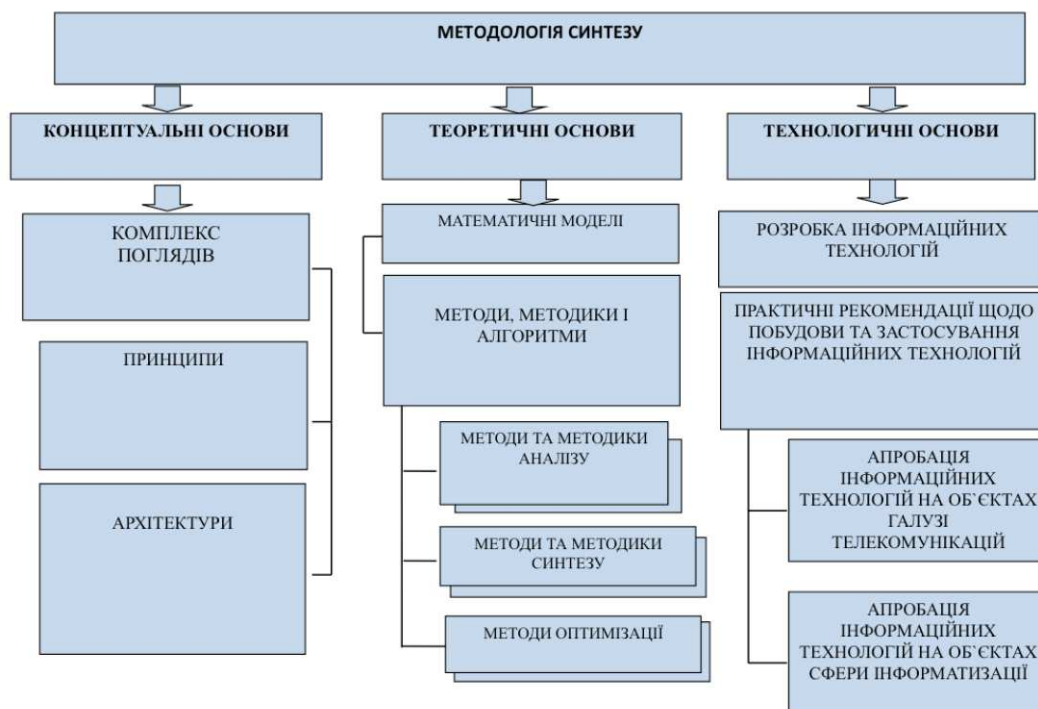 МЕТОДОЛОГІЯ СИНТЕЗУ
КОНЦЕПТУАЛЬНІ ОСНОВИ
КОМПЛЕКС
ПОГЛЯДІВ
ПРИНЦИПИ
АРХІТЕКТУРИ
ТЕОРЕТИЧНІ ОСНОВИ
МАТЕМАТИЧНІ МОДЕЛІ
МЕТОДИ, МЕТОДИКИ І
АЛГОРИТМИ
МЕТОДИ ТА МЕТОДИКИ
АНАЛІЗУ
МЕТОДИ ТА МЕТОДИКИ
СИНТЕЗУ
МЕТОДИ ОПТИМІЗАЦІЇ
ТЕХНОЛОГИЧНІ ОСНОВИ
РОЗРОБКА ІНФОРМАЦІЙНИХ
ТЕХНОЛОГІЙ
ПРАКТИЧНІ РЕКОМЕНДАЦІЇ ЩОДО
ПОБУДОВИ ТА ЗАСТОСУВАННЯ
ІНФОРМАЦІЙНИХ ТЕХНОЛОГІЙ
АПРОБАЦІЯ
ІНФОРМАЦІЙНИХ
ТЕХНОЛОГІЙ НА ОБ`ЄКТАХ
ГАЛУЗІ
ТЕЛЕКОМУНІКАЦІЙ
АПРОБАЦІЯ
ІНФОРМАЦІЙНИХ
ТЕХНОЛОГІЙ НА ОБ`ЄКТАХ
СФЕРИ ІНФОРМАТИЗАЦІЇ